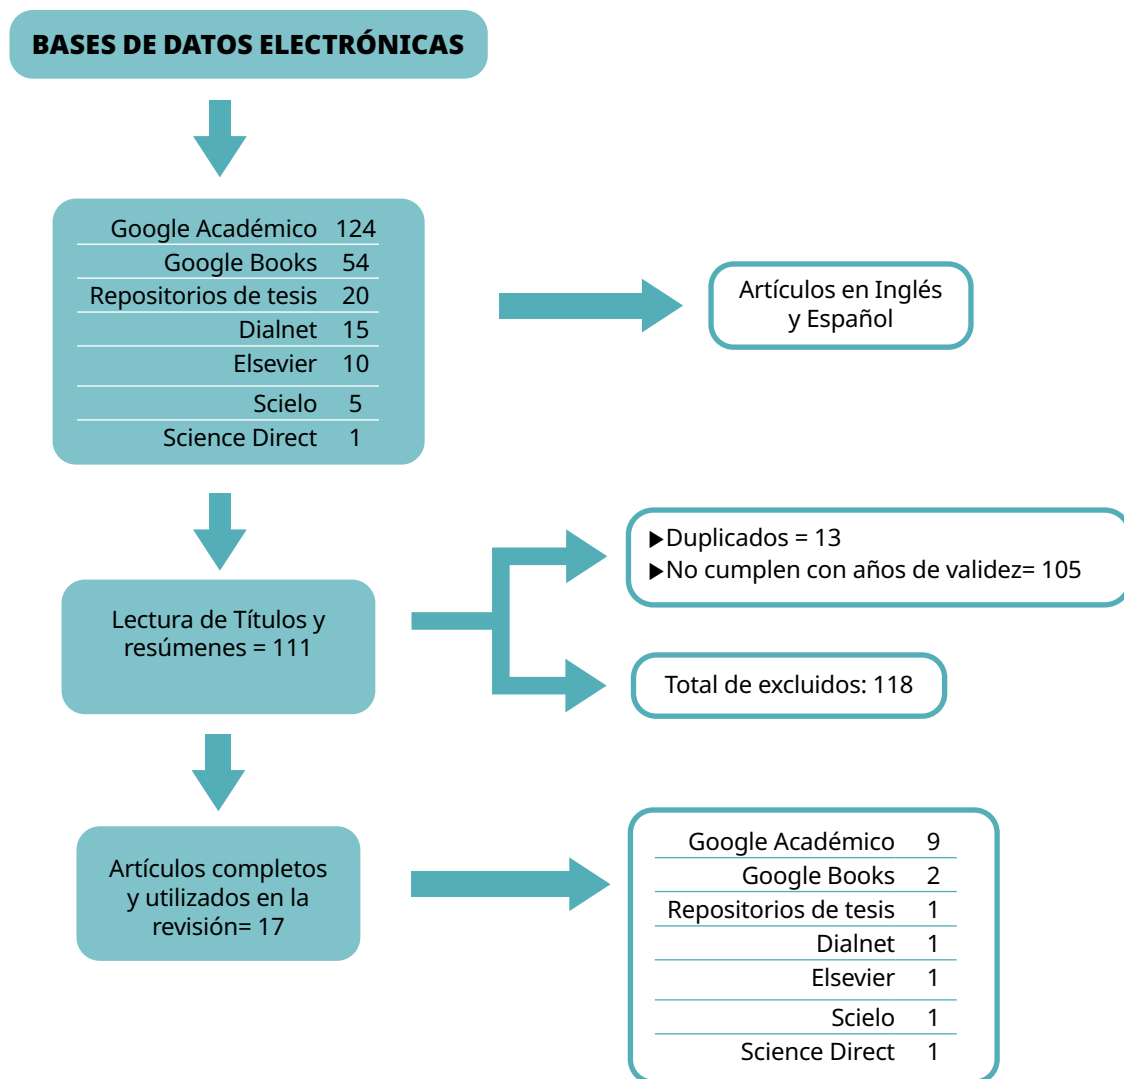 BASES DE DATOS ELECTRÓNICAS
Google Académico 124
Google Books 54
Repositorios de tesis 20
Dialnet 15
Elsevier 10
Scielo 5
Science Direct 1
Artículos en Inglés
y Español
Lectura de Títulos y
resúmenes = 111
▶Duplicados = 13
▶No cumplen con años de validez= 105
Total de excluidos: 118
Artículos completos
y utilizados en la
revisión= 17
Google Académico 9
Google Books 2
Repositorios de tesis 1
Dialnet 1
Elsevier 1
Scielo 1
Science Direct 1